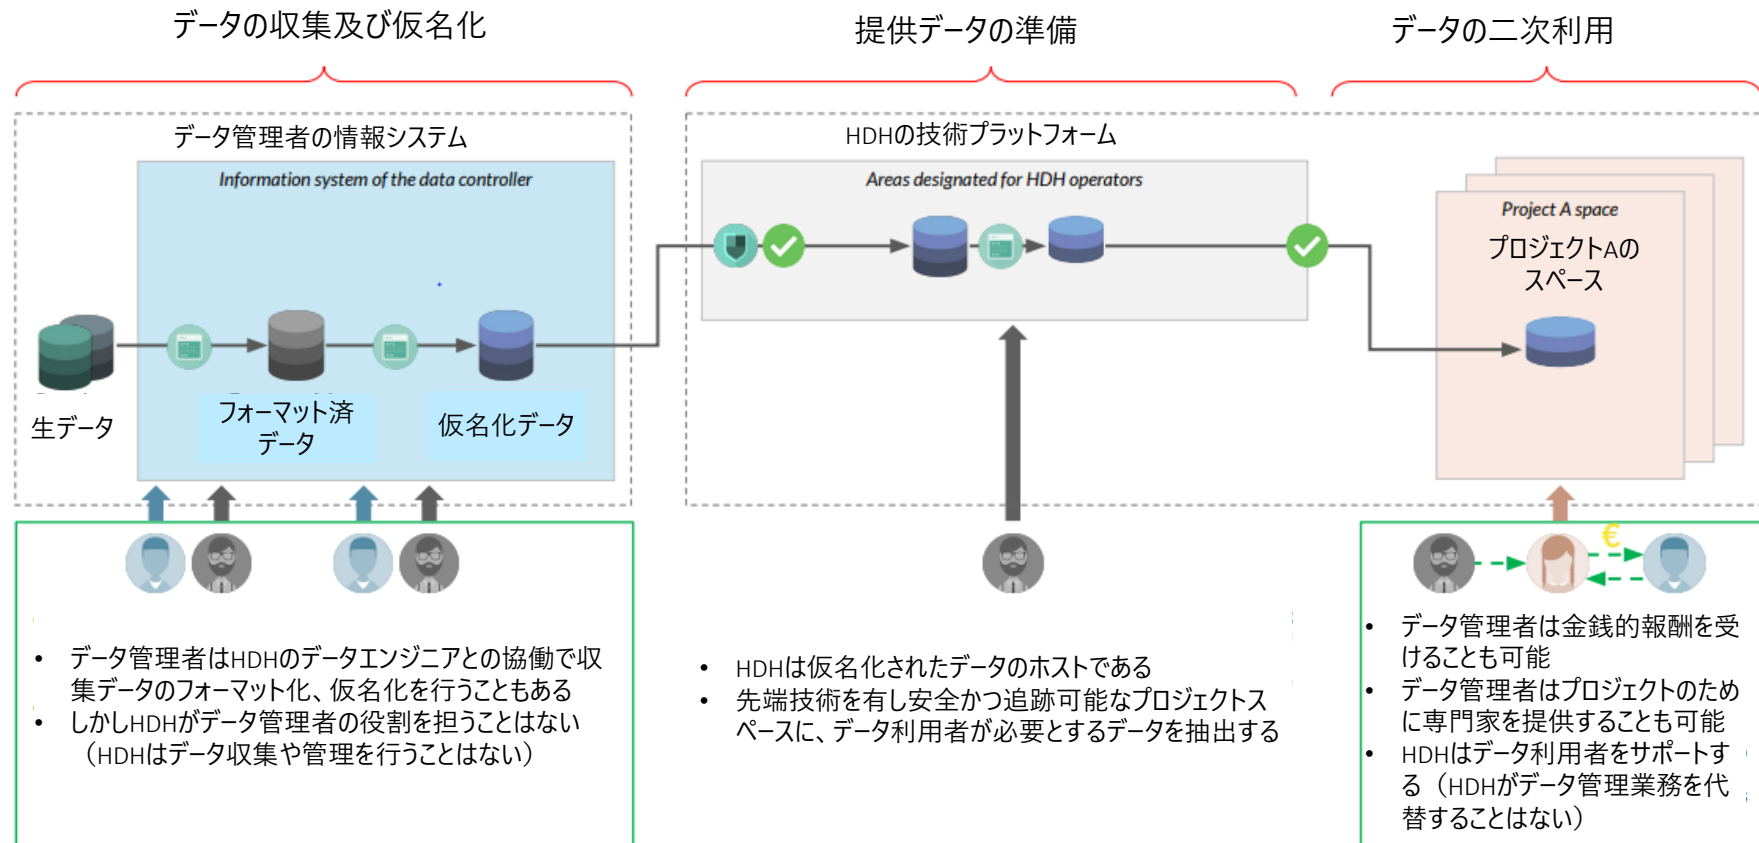 データの収集及び仮名化
提供データの準備
データの二次利用
データ管理者の情報システム
Information system of the data controller
生データ
フォーマット済
データ
仮名化データ
HDHの技術プラットフォーム
Areas designated for HDH operators
Project A space
プロジェクトAの
スペース
• データ管理者はHDHのデータエンジニアとの協働で収
集データのフォーマット化、仮名化を行うこともある
• しかしHDHがデータ管理者の役割を担うことはない
（HDHはデータ収集や管理を行うことはない）
• HDHは仮名化されたデータのホストである
• 先端技術を有し安全かつ追跡可能なプロジェクトス
ペースに、データ利用者が必要とするデータを抽出する
€
• データ管理者は金銭的報酬を受
けることも可能
• データ管理者はプロジェクトのため
に専門家を提供することも可能
• HDHはデータ利用者をサポートす
る（HDHがデータ管理業務を代
替することはない）